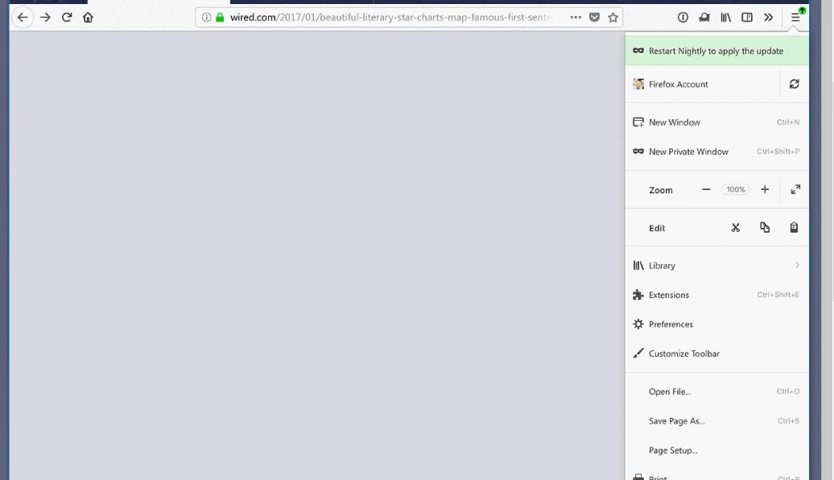 wired.com/2017/01/beautiful-literary-star-charts-map-famous-first-sent
Restart Nightly to apply the update
Firefox Account
New Window Ctrl+N
New Private Window Ctrl+Shift+P
Zoom 100%
Edit
Library
Extensions Ctrl+Shift+E
Preferences
Customize Toolbar
Open File... Ctrl+O
Save Page As... Ctrl+S
Page Setup...
Print